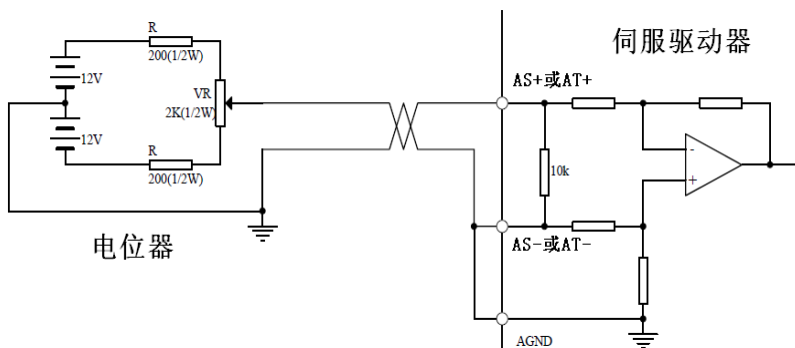 R
200(1/2W)
12V
VR
2K(1/2W)
12V
R
200(1/2W)
电位器
伺服驱动器
AS+或AT+
10k
-
+
AS-或AT-
AGND